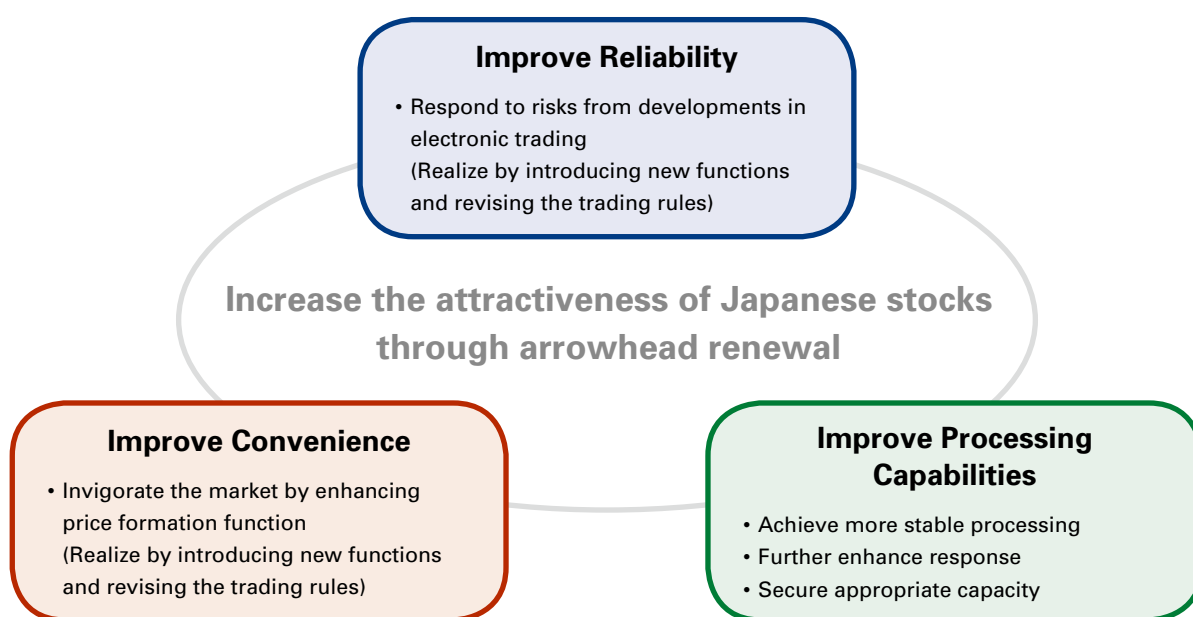 Improve Reliability
• Respond to risks from developments in
electronic trading
(Realize by introducing new functions
and revising the trading rules)
Increase the attractiveness of Japanese stocks
through arrowhead renewal
Improve Convenience
• Invigorate the market by enhancing
price formation function
(Realize by introducing new functions
and revising the trading rules)
Improve Processing
Capabilities
• Achieve more stable processing
• Further enhance response
• Secure appropriate capacity